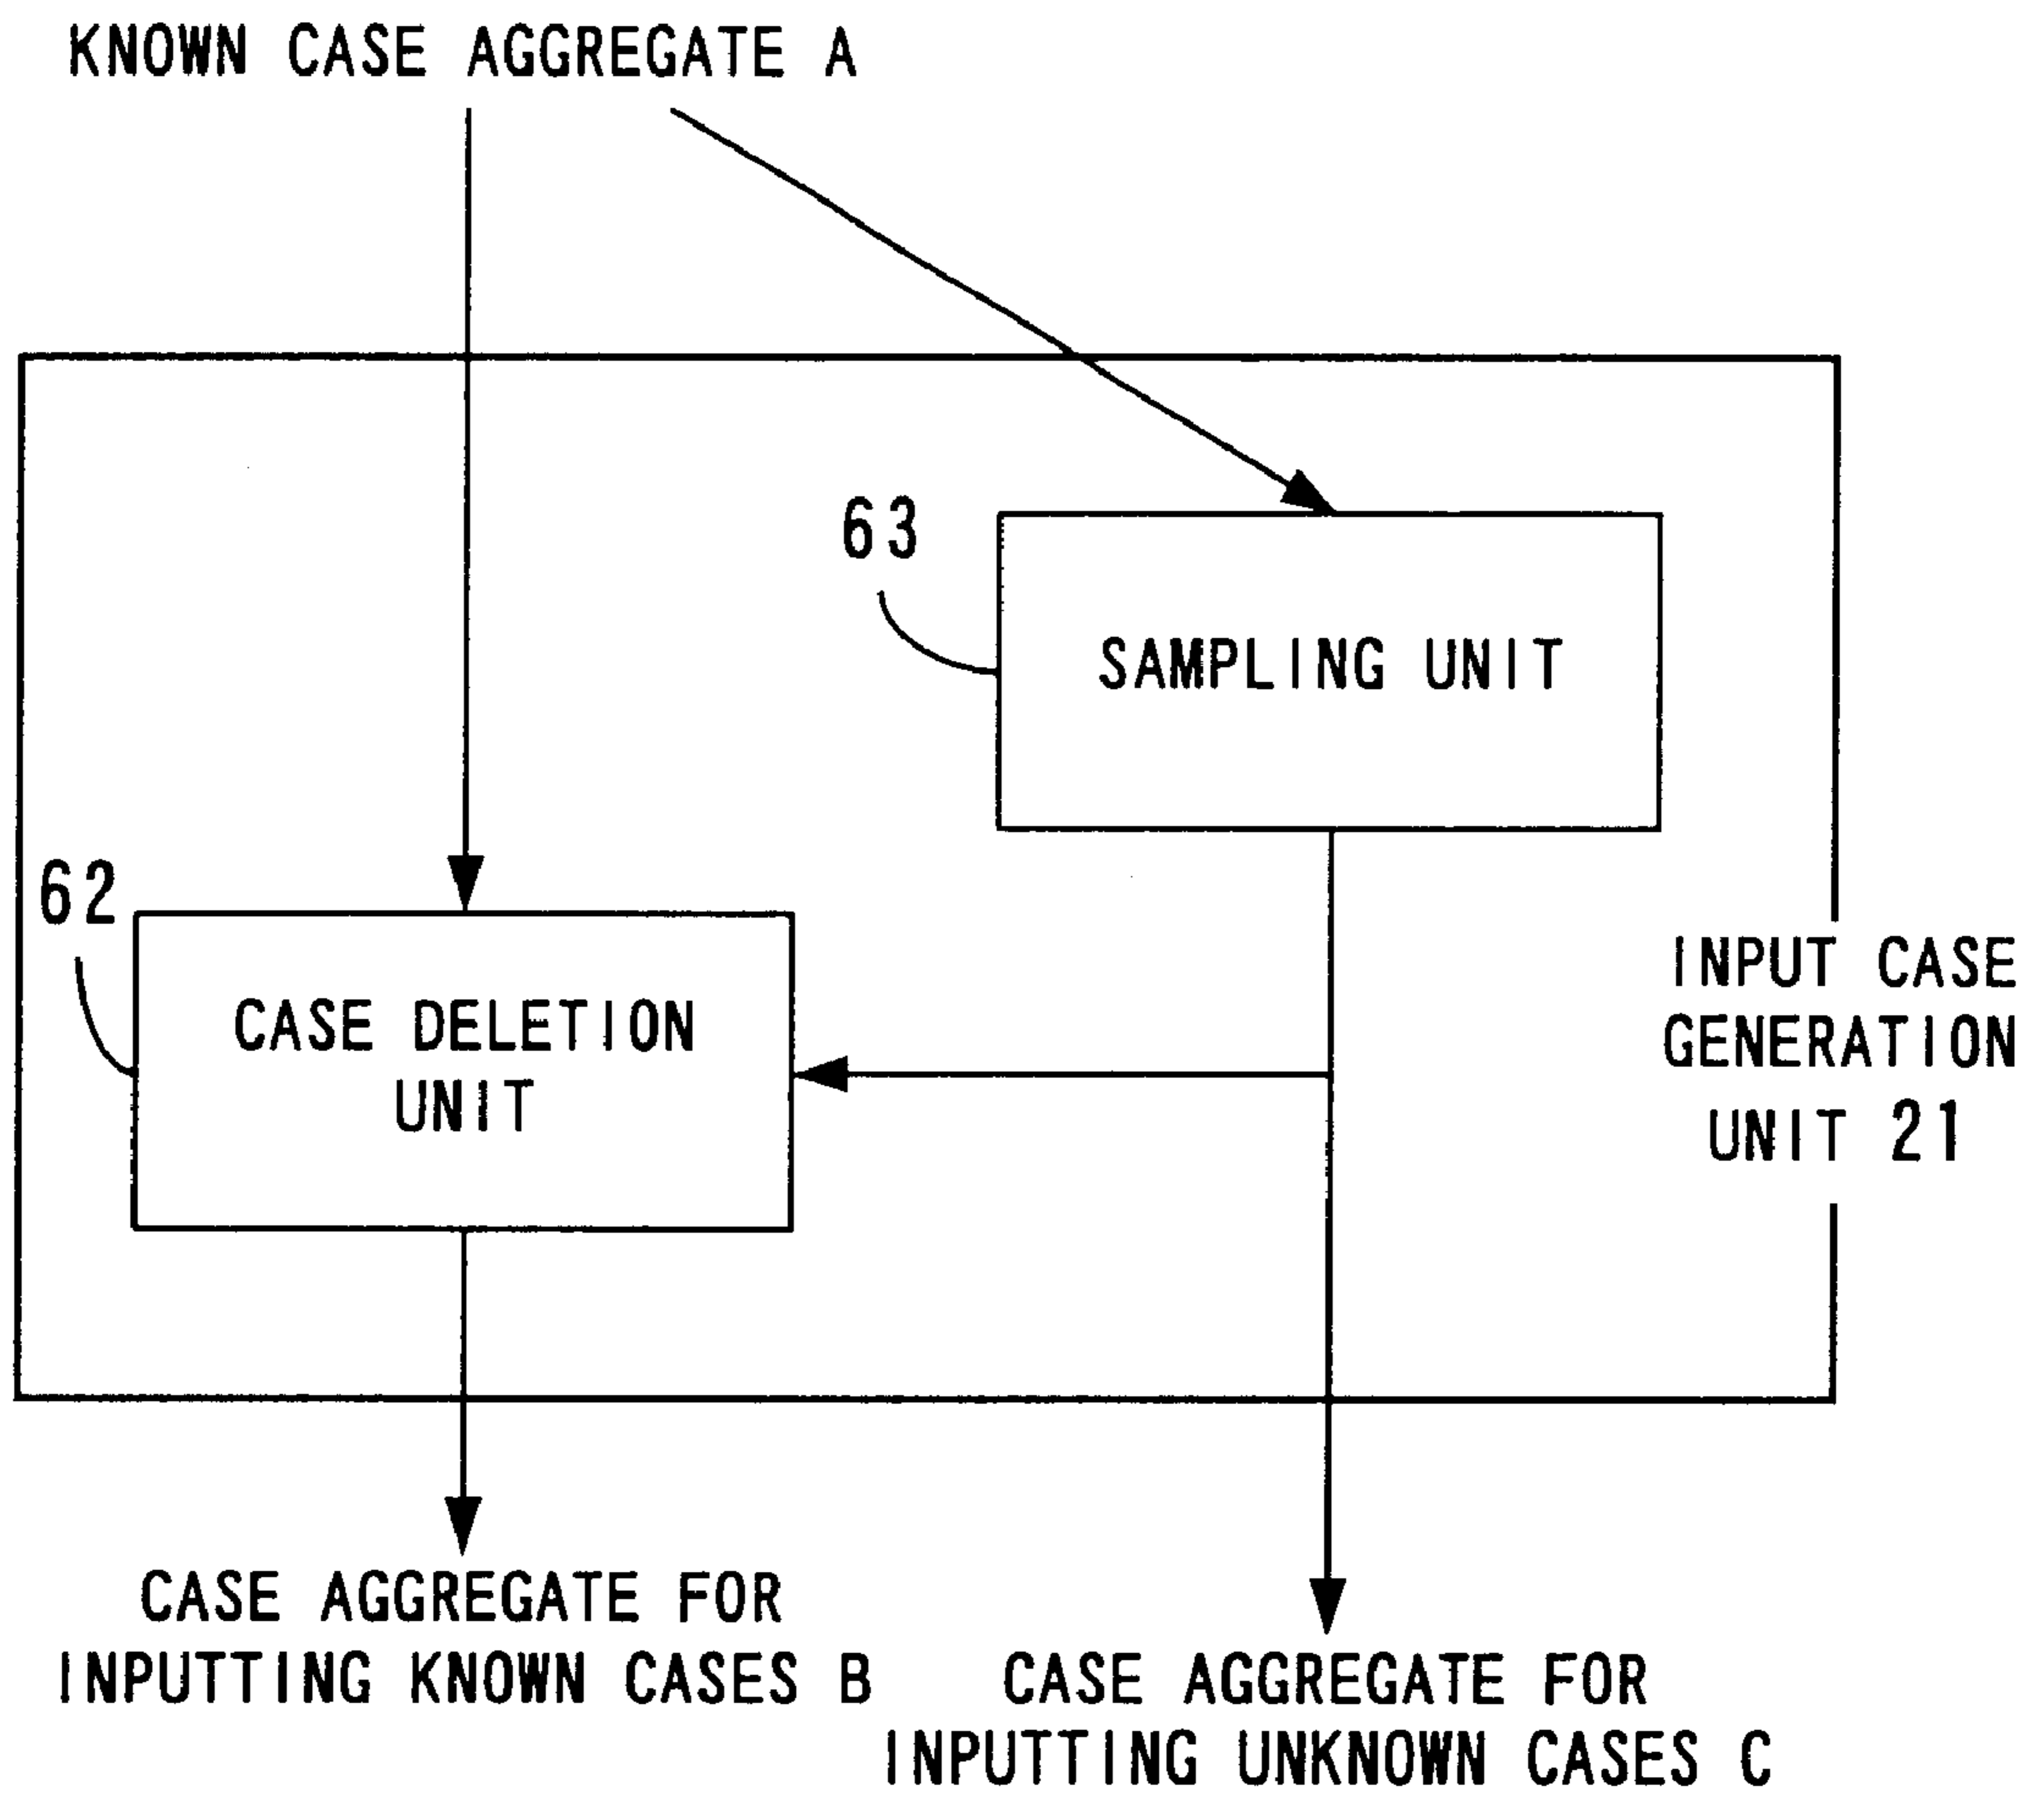 KNOWN CASE AGGREGATE A
63
SAMPLING UNIT
62
CASE DELETION
UNIT
INPUT CASE
GENERATION
UNIT 21
CASE AGGREGATE FOR
INPUTTING KNOWN CASES B
CASE AGGREGATE FOR
INPUTTING UNKNOWN CASES C